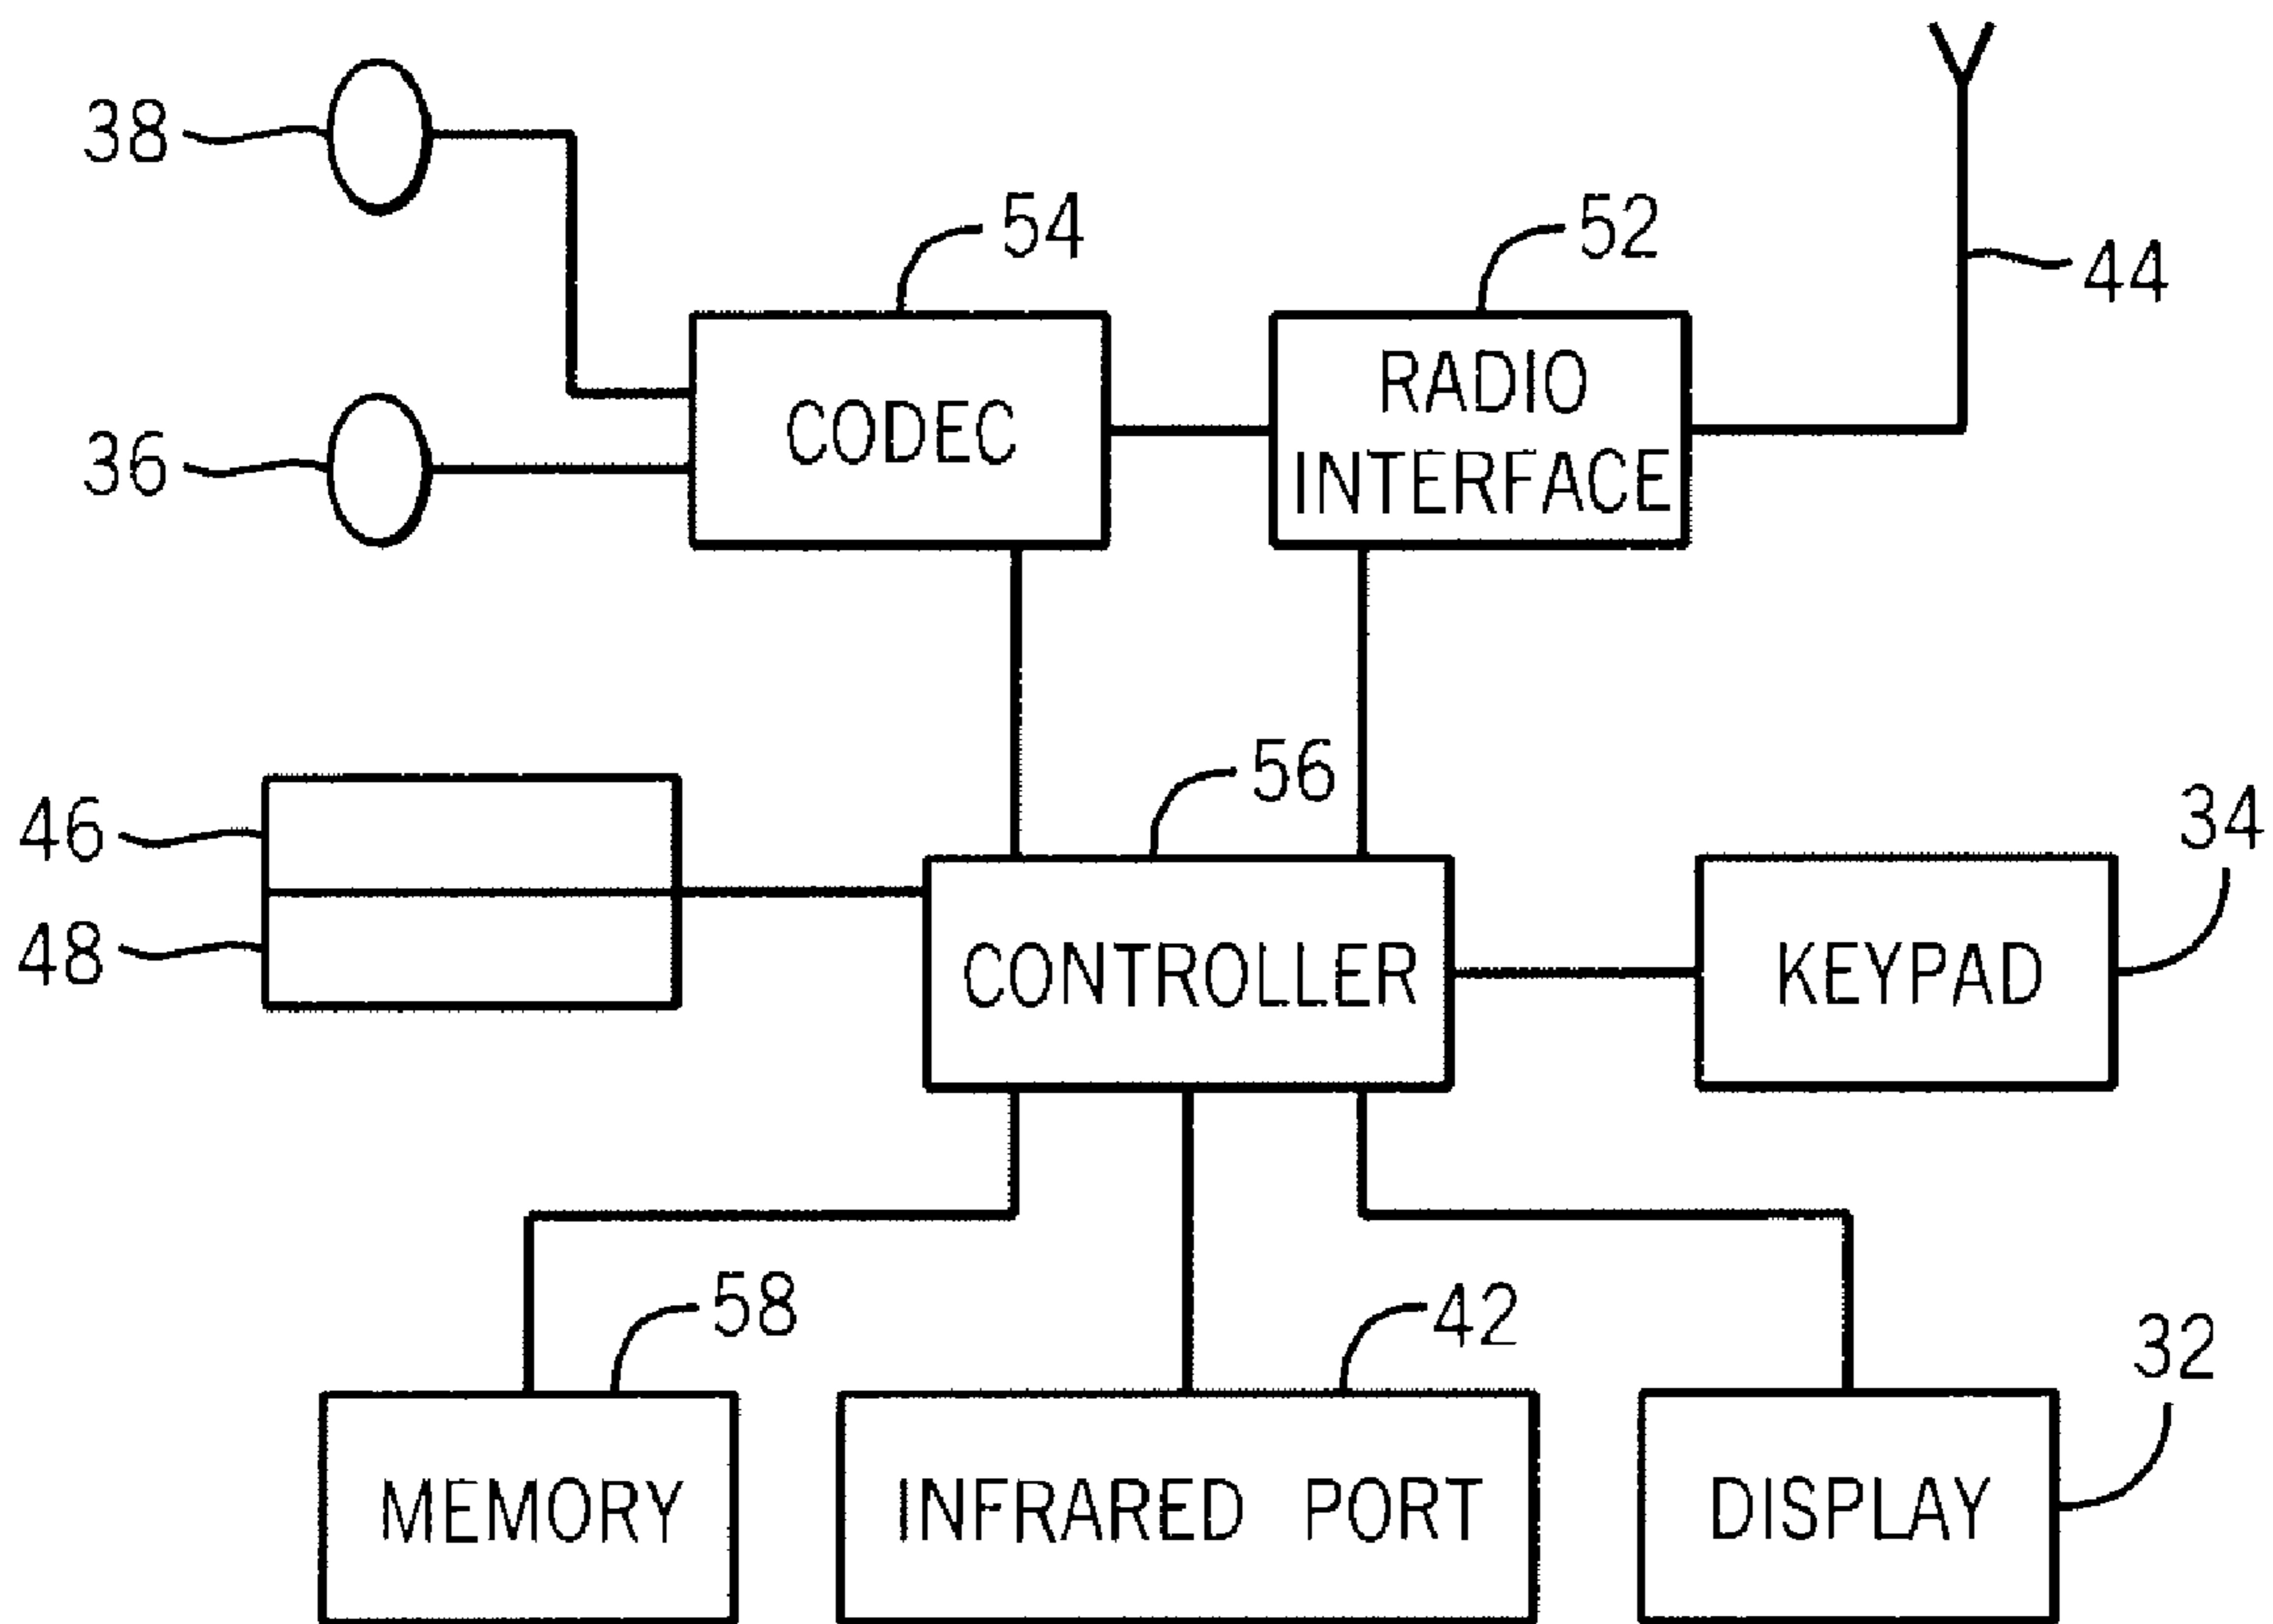 38
54
52
44
36
CODEC
RADIO
INTERFACE
46
48
56
34
CONTROLLER
KEYPAD
58
42
32
MEMORY
INFRARED PORT
DISPLAY